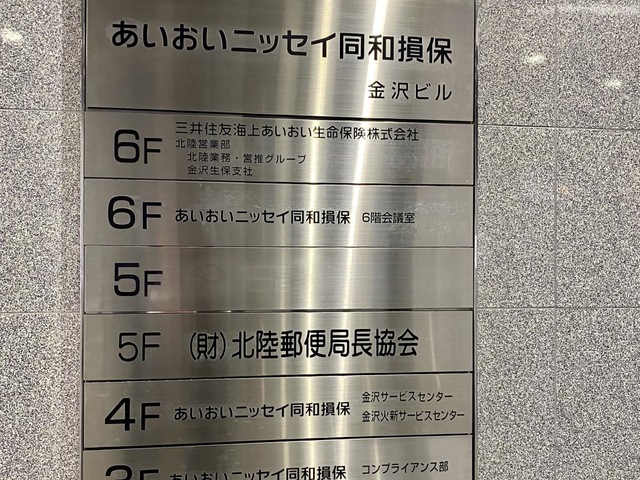 あいおいニッセイ同和損保
金沢ビル
6F 三井住友海上あいおい生命保険株式会社
北陸営業部
北陸業務・営推グループ
金沢生保支社
6F あいおいニッセイ同和損保 6階会議室
5F
5F (財)北陸郵便局長協会
4F あいおいニッセイ同和損保 金沢サービスセンター
金沢火新サービスセンター
3F あいおいニッセイ同和損保 コンプライアンス部